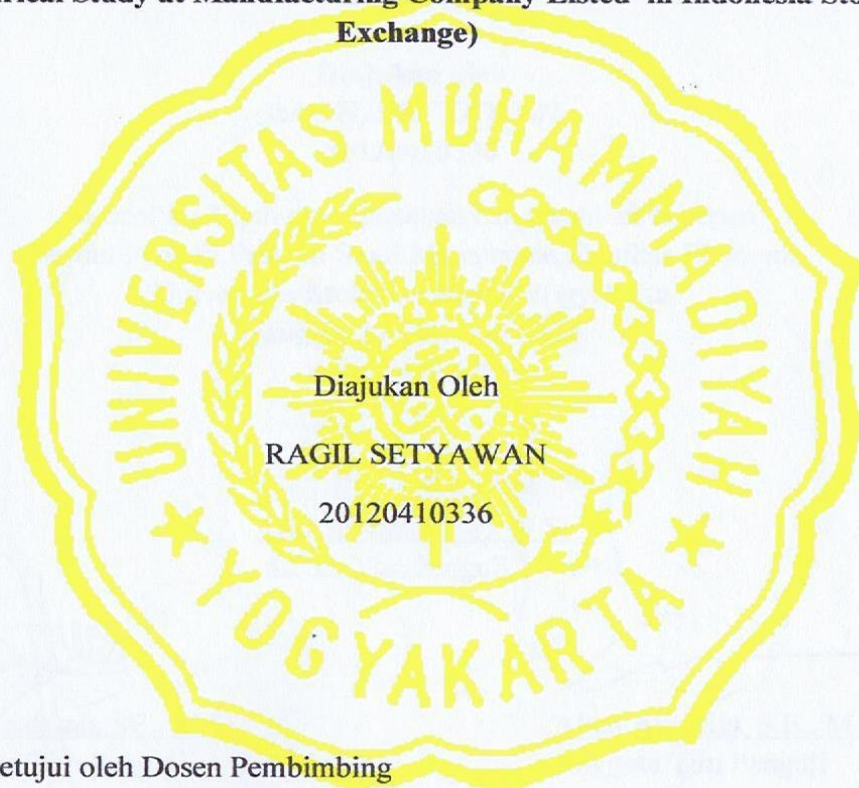 rical Study at Manufacturing Company Listed in Indonesia Sto
Exchange)
UNIVERSITAS MUHAMMADIYAH
★ YOGYAKARTA ★
Diajukan Oleh
RAGIL SETYAWAN
20120410336
etujui oleh Dosen Pembimbing